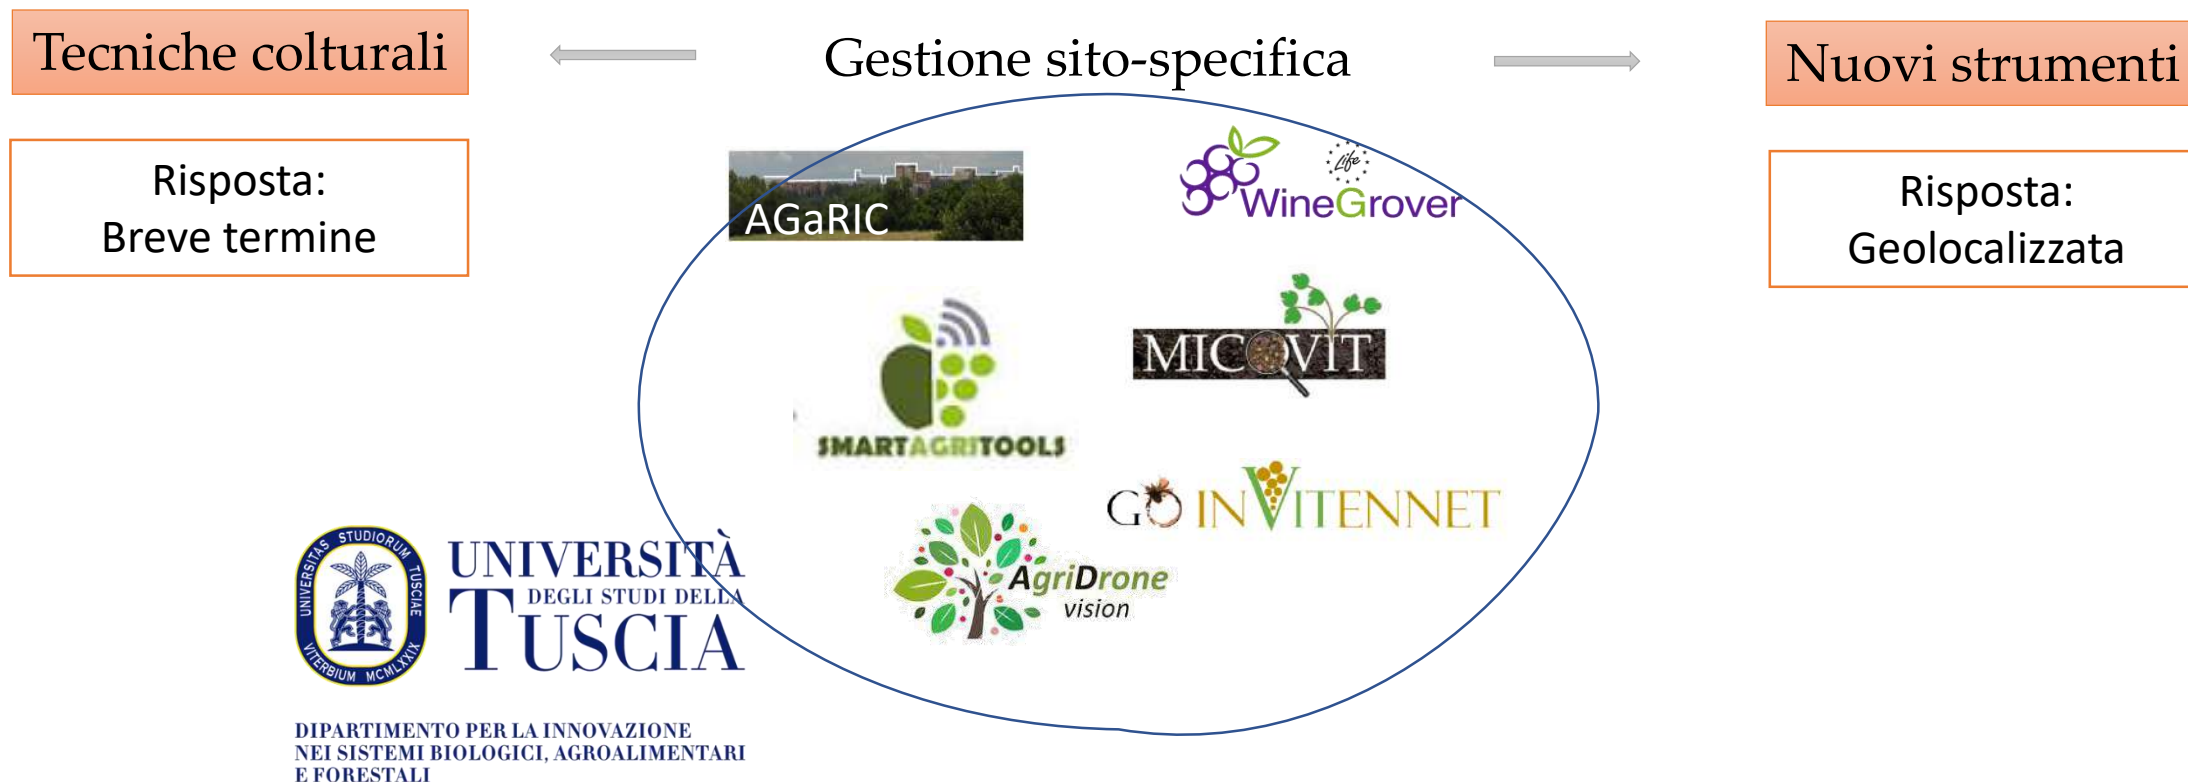 Tecniche colturali
Gestione sito-specifica
Nuovi strumenti
Risposta:
Breve termine
Risposta:
Geolocalizzata
AGaRIC
Life
WineGrover
MICOVIT
SMARTAGRITOOLS
GO INVITENNET
AgriDrone
vision
UNIVERSITAS STUDIORUM TUSCIAE
VITERBIUM MCMLXXIX
UNIVERSITÀ
DEGLI STUDI DELLA
TUSCIA
DIPARTIMENTO PER LA INNOVAZIONE
NEI SISTEMI BIOLOGICI, AGROALIMENTARI
E FORESTALI